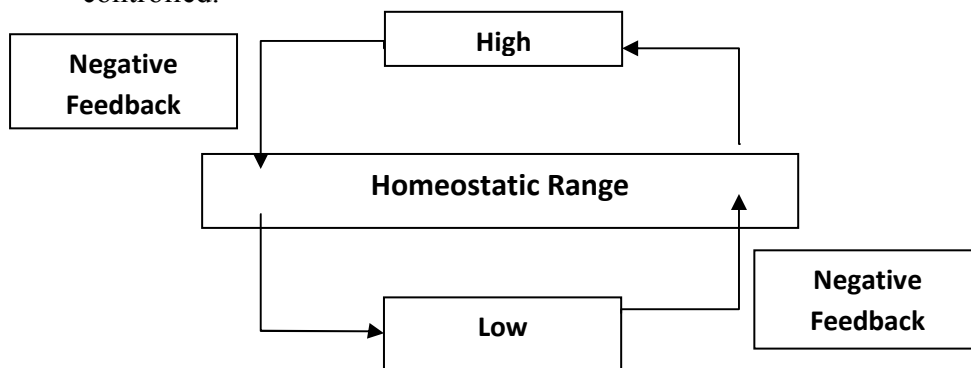 controlled.
High
Negative
Feedback
Homeostatic Range
Negative
Feedback
Low